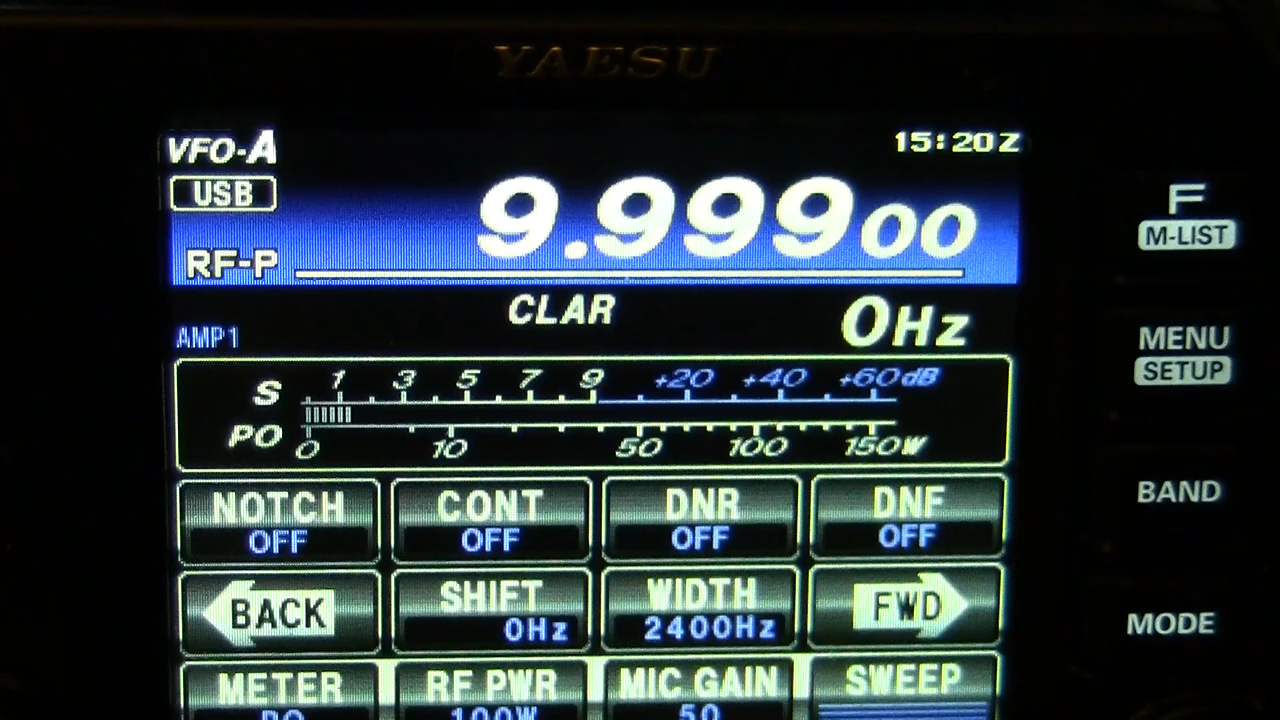 YAESU
VFO-A 15:20Z
USB 9.99900
RF-P
CLAR 0Hz
AMP1
S 1 3 5 7 9 +20 +40 +60dB
PO 0 10 50 100 150W
NOTCH CONT DNR DNF
OFF OFF OFF OFF
BACK SHIFT WIDTH FWD
0Hz 2400Hz
METER RF PWR MIC GAIN SWEEP
PO 100W 50
F
M-LIST
MENU
SETUP
BAND
MODE